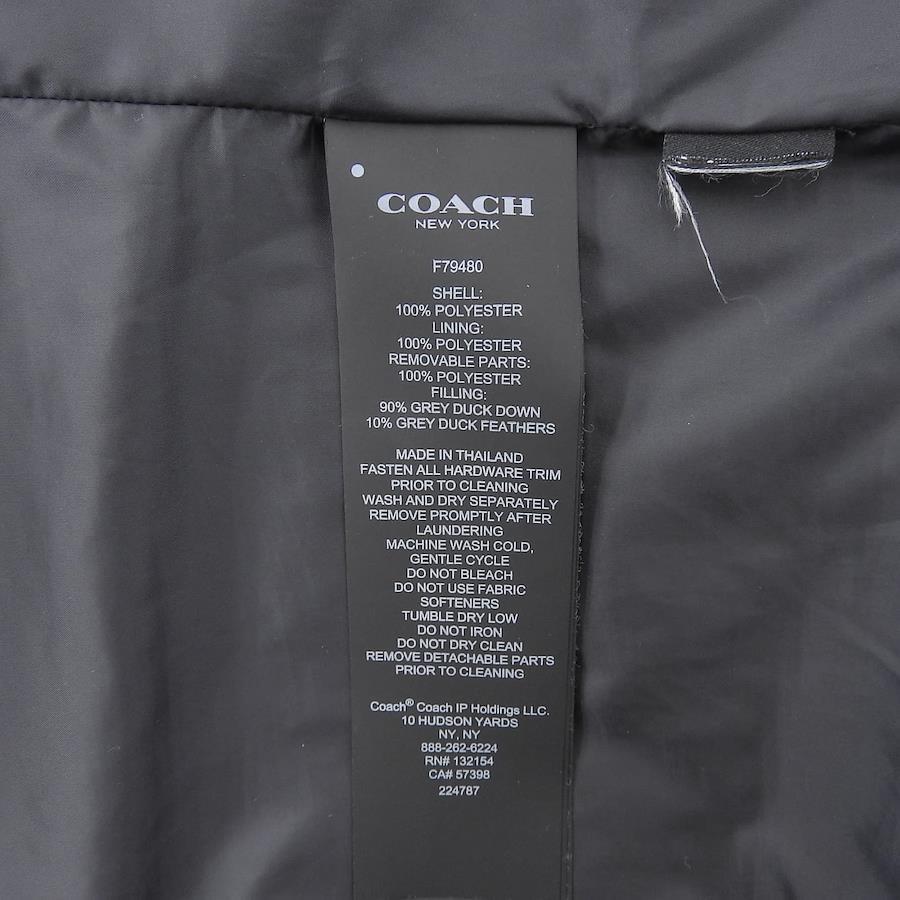 COACH
NEW YORK
F79480
SHELL:
100% POLYESTER
LINING:
100% POLYESTER
REMOVABLE PARTS:
100% POLYESTER
FILLING:
90% GREY DUCK DOWN
10% GREY DUCK FEATHERS
MADE IN THAILAND
FASTEN ALL HARDWARE TRIM
PRIOR TO CLEANING
WASH AND DRY SEPARATELY
REMOVE PROMPTLY AFTER
LAUNDERING
MACHINE WASH COLD,
GENTLE CYCLE
DO NOT BLEACH
DO NOT USE FABRIC
SOFTENERS
TUMBLE DRY LOW
DO NOT IRON
DO NOT DRY CLEAN
REMOVE DETACHABLE PARTS
PRIOR TO CLEANING
Coach® Coach IP Holdings LLC.
10 HUDSON YARDS
NY, NY
888-262-6224
RN# 132154
CA# 57398
224787